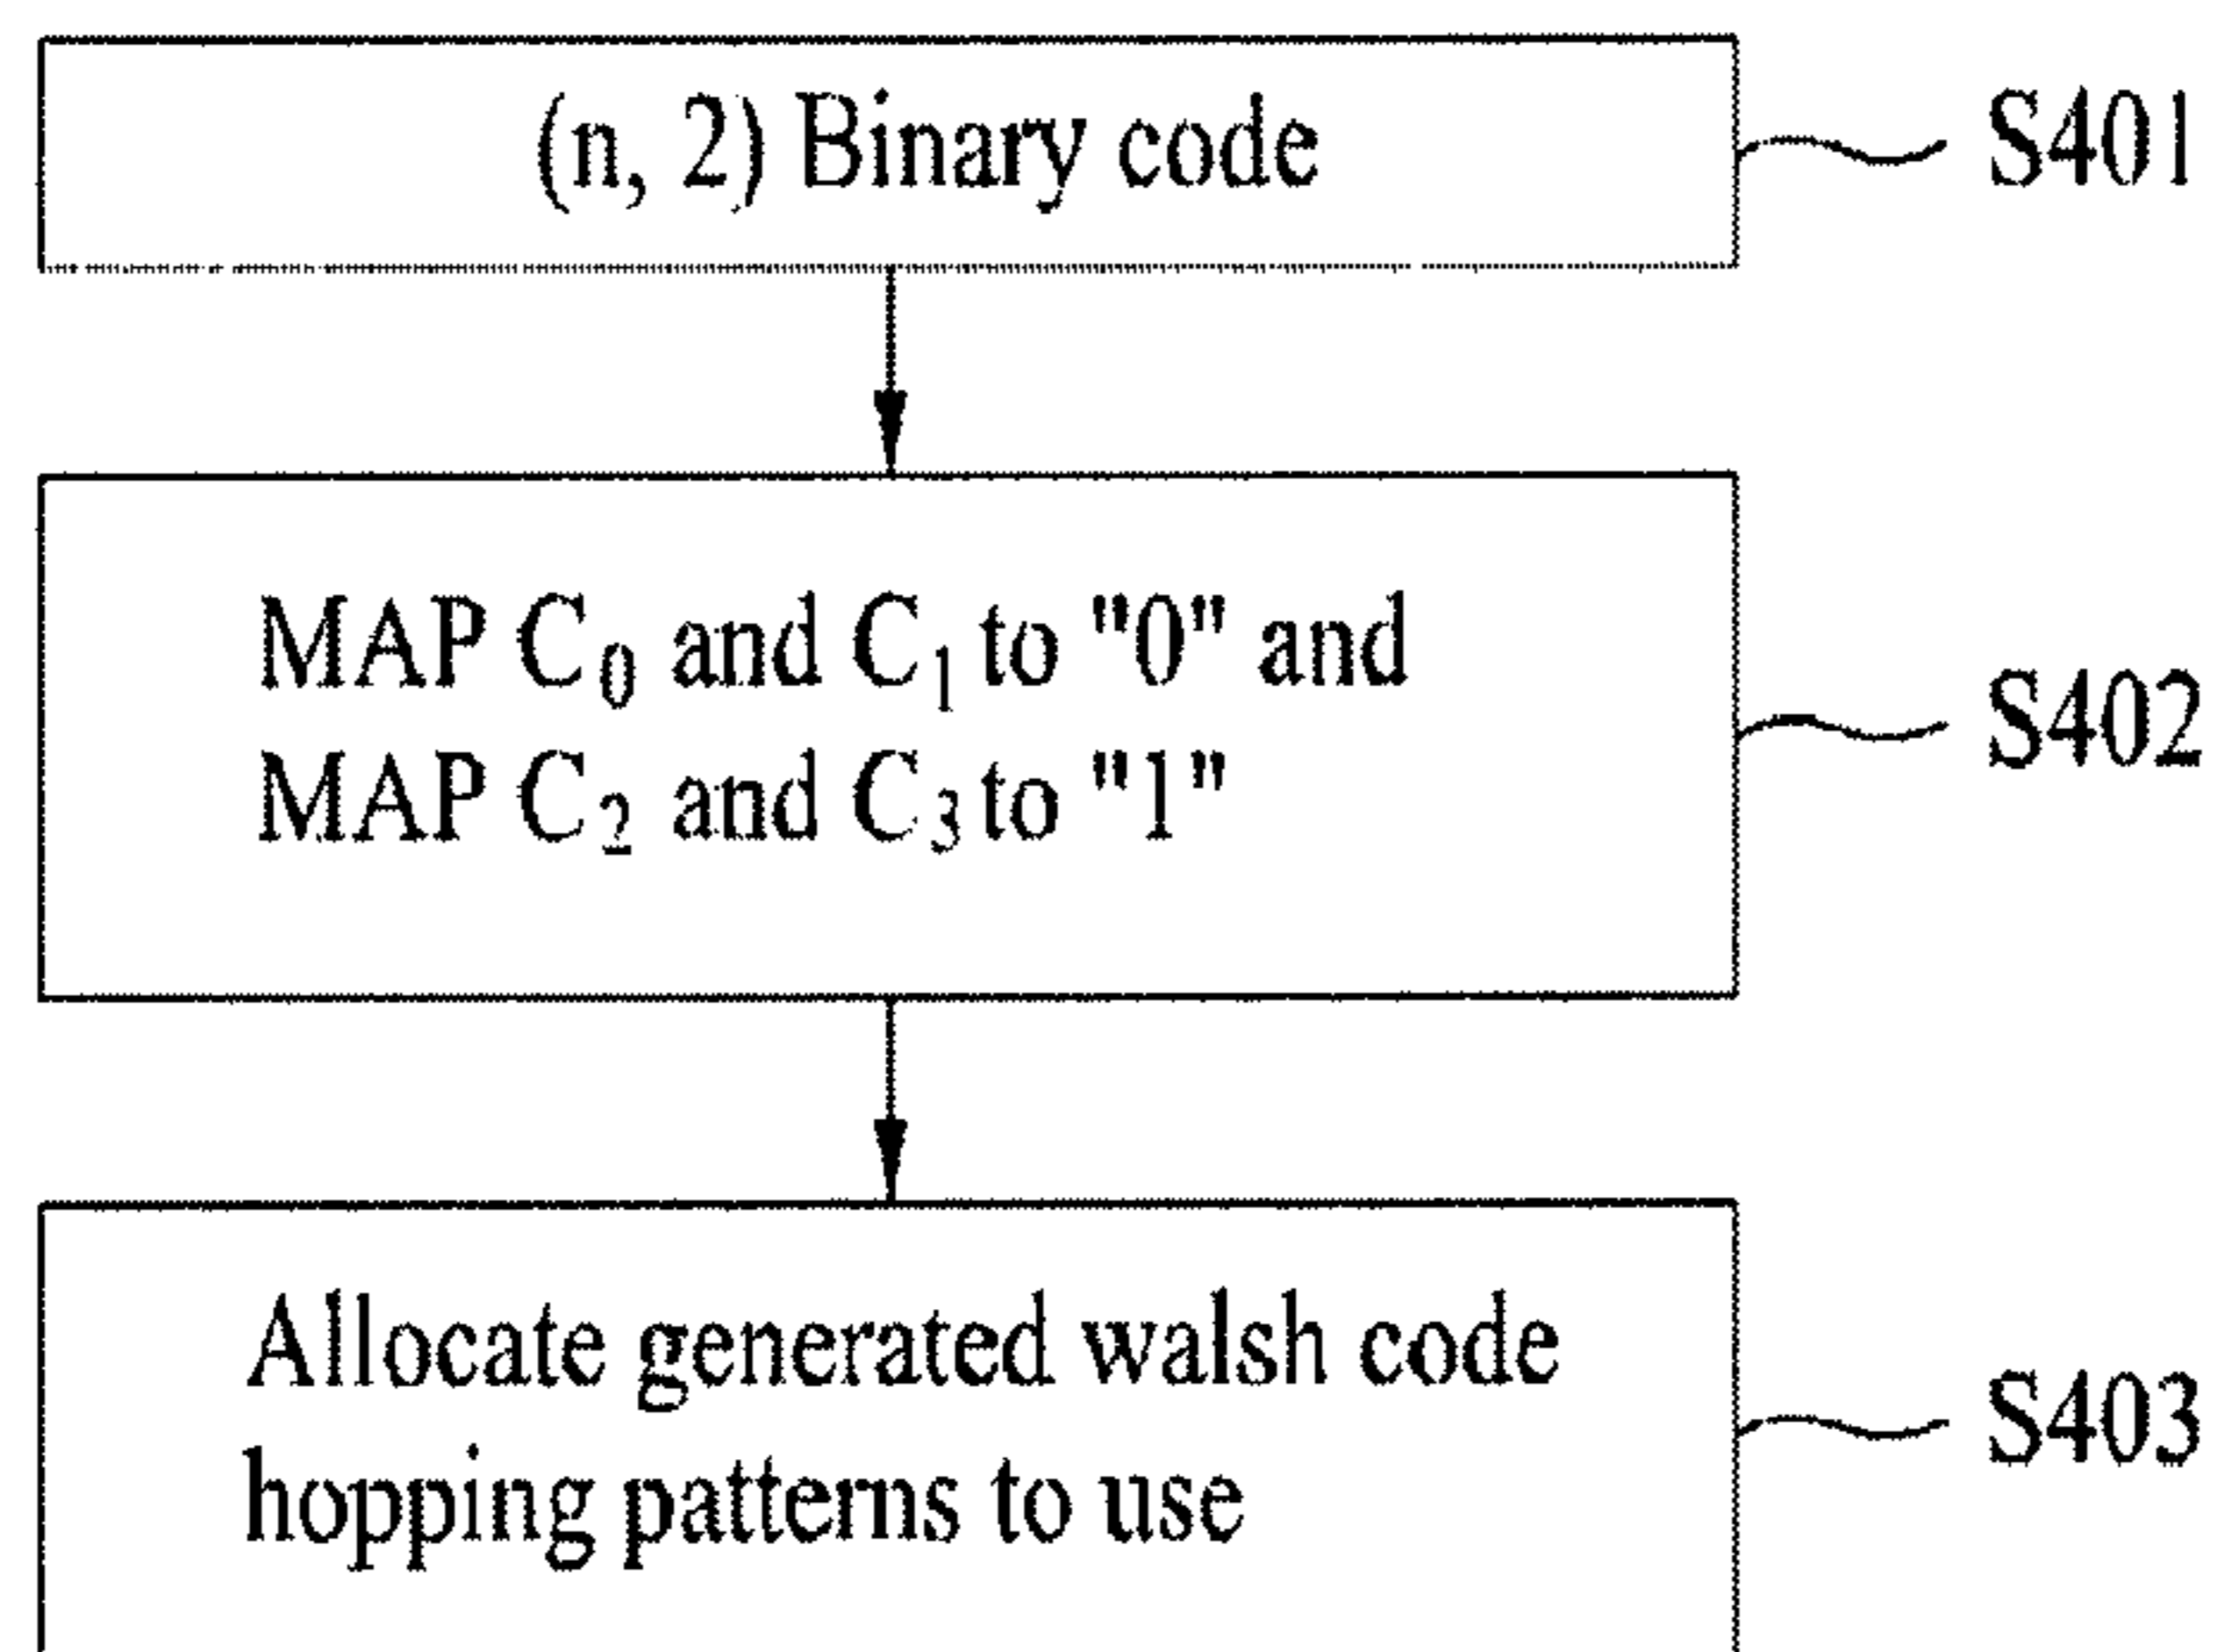 (n, 2) Binary code
S401
MAP C₀ and C₁ to "0" and
MAP C₂ and C₃ to "1"
S402
Allocate generated walsh code
hopping patterns to use
S403